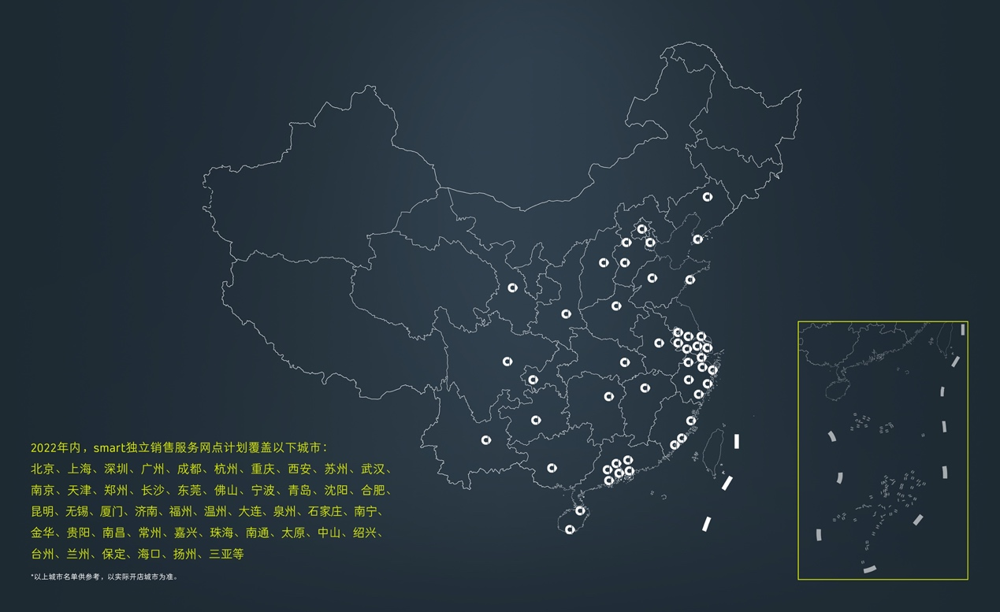 2022年内，smart独立销售服务网点计划覆盖以下城市：
北京、上海、深圳、广州、成都、杭州、重庆、西安、苏州、武汉、
南京、天津、郑州、长沙、东莞、佛山、宁波、青岛、沈阳、合肥、
昆明、无锡、厦门、济南、福州、温州、大连、泉州、石家庄、南宁、
金华、贵阳、南昌、常州、嘉兴、珠海、南通、太原、中山、绍兴、
台州、兰州、保定、海口、扬州、三亚等
*以上城市名单供参考，以实际开店城市为准。